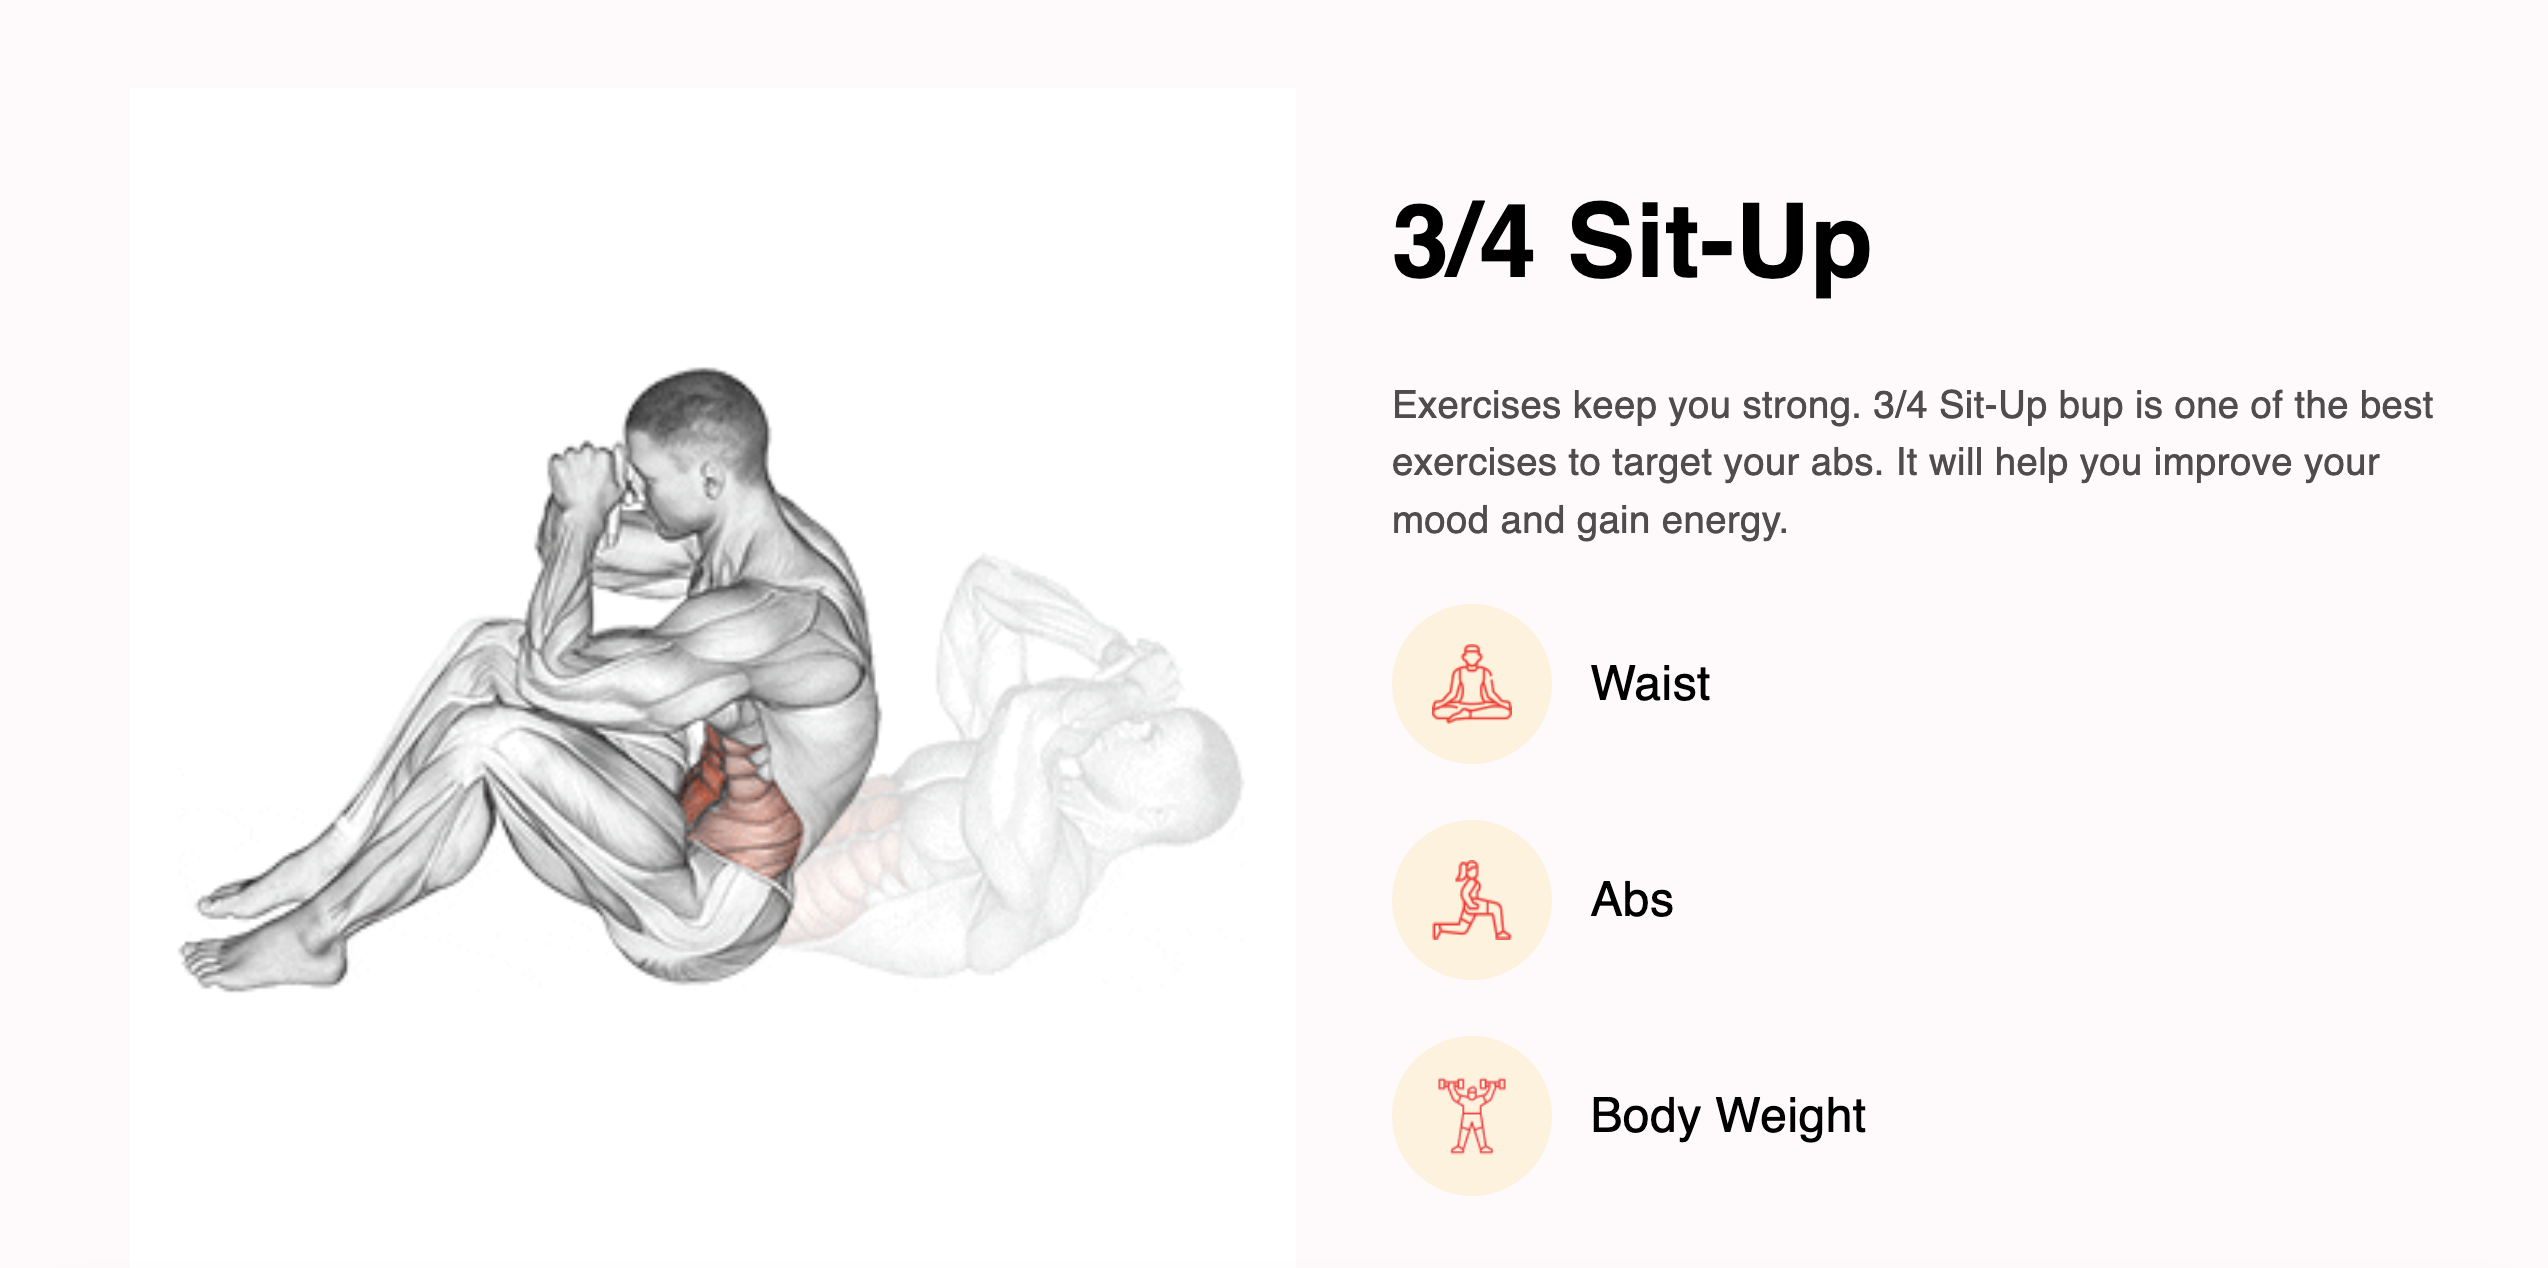 3/4 Sit-Up
Exercises keep you strong. 3/4 Sit-Up bup is one of the best
exercises to target your abs. It will help you improve your
mood and gain energy.
Waist
Abs
Body Weight